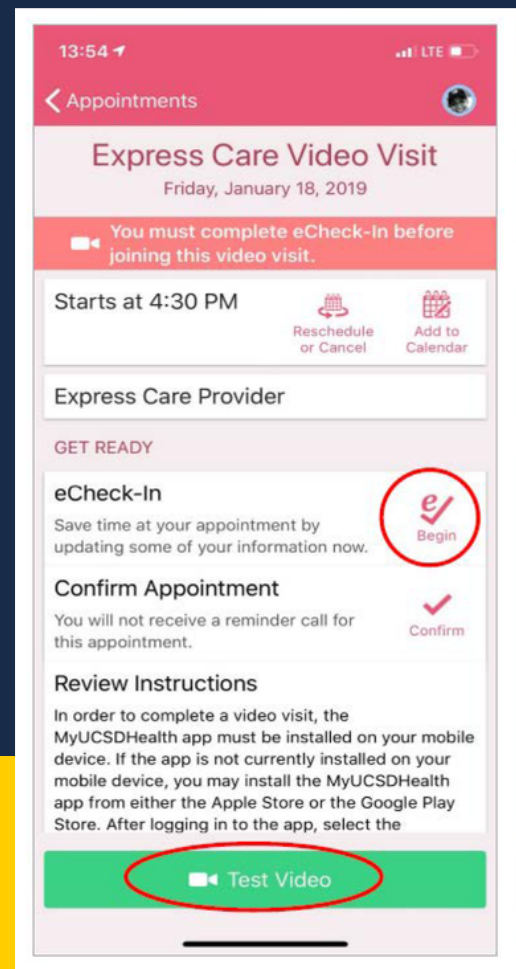 13:54
LTE
Appointments
Express Care Video Visit
Friday, January 18, 2019
You must complete eCheck-In before
joining this video visit.
Starts at 4:30 PM
Reschedule
or Cancel
Add to
Calendar
Express Care Provider
GET READY
eCheck-In
Save time at your appointment by
updating some of your information now.
e
Begin
Confirm Appointment
You will not receive a reminder call for
this appointment.
Confirm
Review Instructions
In order to complete a video visit, the
MyUCSDHealth app must be installed on your mobile
device. If the app is not currently installed on your
mobile device, you may install the MyUCSDHealth
app from either the Apple Store or the Google Play
Store. After logging in to the app, select the
Test Video